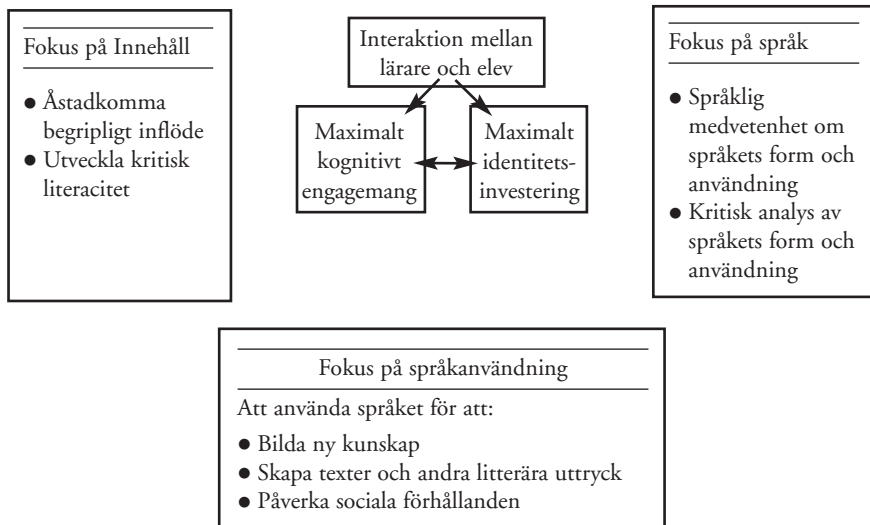 Fokus på Innehåll
● Åstadkomma
begripligt inflöde
● Utveckla kritisk
literacitet
Interaktion mellan
lärare och elev
Maximalt
kognitivt
engagemang
Maximalt
identitets-
investering
Fokus på språk
● Språklig
medvetenhet om
språkets form och
användning
● Kritisk analys av
språkets form och
användning
Fokus på språkanvändning
Att använda språket för att:
● Bilda ny kunskap
● Skapa texter och andra litterära uttryck
● Påverka sociala förhållanden